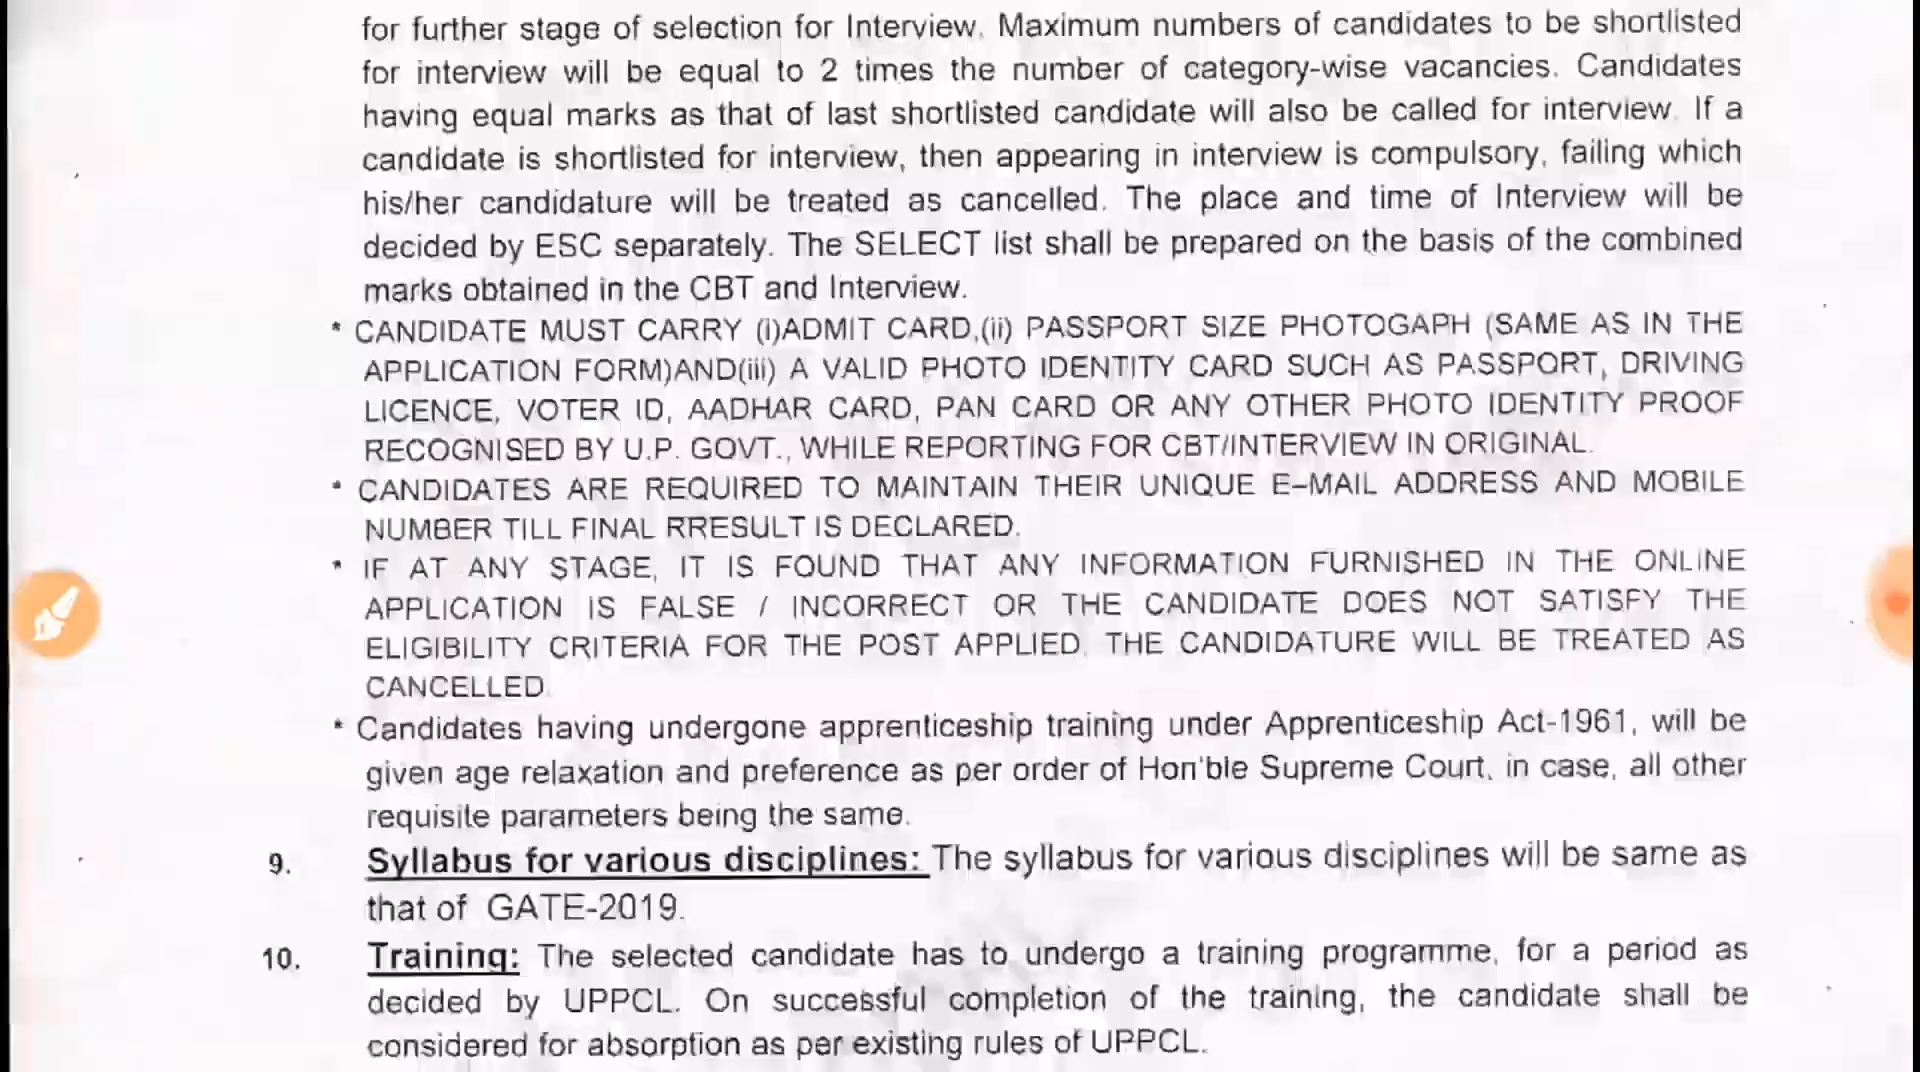 for further stage of selection for Interview. Maximum numbers of candidates to be shortlisted
for interview will be equal to 2 times the number of category-wise vacancies. Candidates
having equal marks as that of last shortlisted candidate will also be called for interview. If a
candidate is shortlisted for interview, then appearing in interview is compulsory, failing which
his/her candidature will be treated as cancelled. The place and time of Interview will be
decided by ESC separately. The SELECT list shall be prepared on the basis of the combined
marks obtained in the CBT and Interview.
* CANDIDATE MUST CARRY (i)ADMIT CARD,(ii) PASSPORT SIZE PHOTOGAPH (SAME AS IN THE
APPLICATION FORM)AND(iii) A VALID PHOTO IDENTITY CARD SUCH AS PASSPORT, DRIVING
LICENCE, VOTER ID, AADHAR CARD, PAN CARD OR ANY OTHER PHOTO IDENTITY PROOF
RECOGNISED BY U.P. GOVT., WHILE REPORTING FOR CBT/INTERVIEW IN ORIGINAL.
* CANDIDATES ARE REQUIRED TO MAINTAIN THEIR UNIQUE E-MAIL ADDRESS AND MOBILE
NUMBER TILL FINAL RRESULT IS DECLARED.
* IF AT ANY STAGE, IT IS FOUND THAT ANY INFORMATION FURNISHED IN THE ONLINE
APPLICATION IS FALSE / INCORRECT OR THE CANDIDATE DOES NOT SATISFY THE
ELIGIBILITY CRITERIA FOR THE POST APPLIED, THE CANDIDATURE WILL BE TREATED AS
CANCELLED.
* Candidates having undergone apprenticeship training under Apprenticeship Act-1961, will be
given age relaxation and preference as per order of Hon'ble Supreme Court, in case, all other
requisite parameters being the same.
9. Syllabus for various disciplines: The syllabus for various disciplines will be same as
that of GATE-2019.
10. Training: The selected candidate has to undergo a training programme, for a period as
decided by UPPCL. On successful completion of the training, the candidate shall be
considered for absorption as per existing rules of UPPCL.